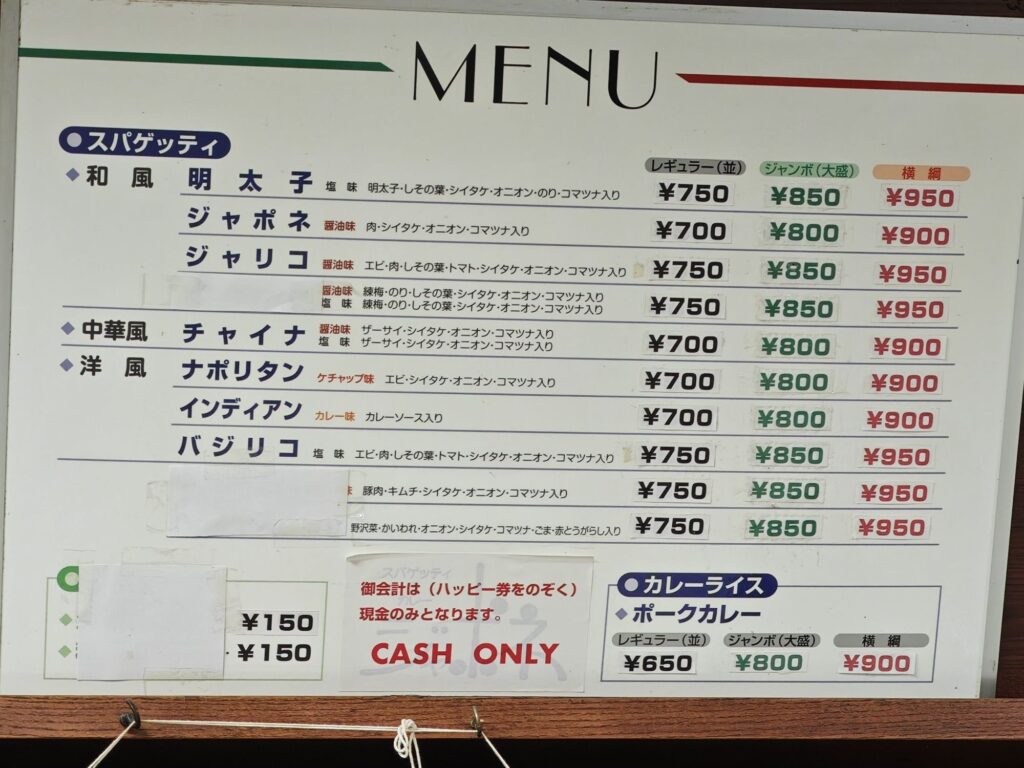 MENU
スパゲッティ
レギュラー(並) ジャンボ(大盛) 横綱
和風 明太子 塩味 明太子・しその葉・シイタケ・オニオン・のり・コマツナ入り ¥750 ¥850 ¥950
ジャポネ 醤油味 肉・シイタケ・オニオン・コマツナ入り ¥700 ¥800 ¥900
ジャリコ 醤油味 エビ・肉・しその葉・トマト・シイタケ・オニオン・コマツナ入り ¥750 ¥850 ¥950
醤油味 練梅・のり・しその葉・シイタケ・オニオン・コマツナ入り
塩味 練梅・のり・しその葉・シイタケ・オニオン・コマツナ入り ¥750 ¥850 ¥950
中華風 チャイナ 醤油味 ザーサイ・シイタケ・オニオン・コマツナ入り
塩味 ザーサイ・シイタケ・オニオン・コマツナ入り ¥700 ¥800 ¥900
洋風 ナポリタン ケチャップ味 エビ・シイタケ・オニオン・コマツナ入り ¥700 ¥800 ¥900
インディアン カレー味 カレーソース入り ¥700 ¥800 ¥900
バジリコ 塩味 エビ・肉・しその葉・トマト・シイタケ・オニオン・コマツナ入り ¥750 ¥850 ¥950
豚肉・キムチ・シイタケ・オニオン・コマツナ入り ¥750 ¥850 ¥950
野沢菜・かいわれ・オニオン・シイタケ・コマツナ・ごま・赤とうがらし入り ¥750 ¥850 ¥950
¥150
¥150
御会計は(ハッピー券をのぞく)
現金のみとなります。
CASH ONLY
カレーライス
ポークカレー
レギュラー(並) ジャンボ(大盛) 横綱
¥650 ¥800 ¥900